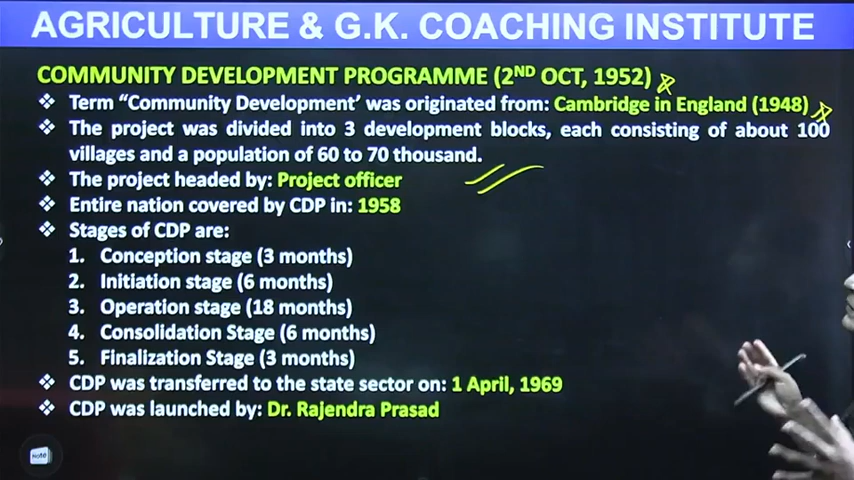 AGRICULTURE & G.K. COACHING INSTITUTE
COMMUNITY DEVELOPMENT PROGRAMME (2ND OCT, 1952)
❖ Term “Community Development’ was originated from: Cambridge in England (1948)
❖ The project was divided into 3 development blocks, each consisting of about 100
villages and a population of 60 to 70 thousand.
❖ The project headed by: Project officer
❖ Entire nation covered by CDP in: 1958
❖ Stages of CDP are:
1. Conception stage (3 months)
2. Initiation stage (6 months)
3. Operation stage (18 months)
4. Consolidation Stage (6 months)
5. Finalization Stage (3 months)
❖ CDP was transferred to the state sector on: 1 April, 1969
❖ CDP was launched by: Dr. Rajendra Prasad
Note